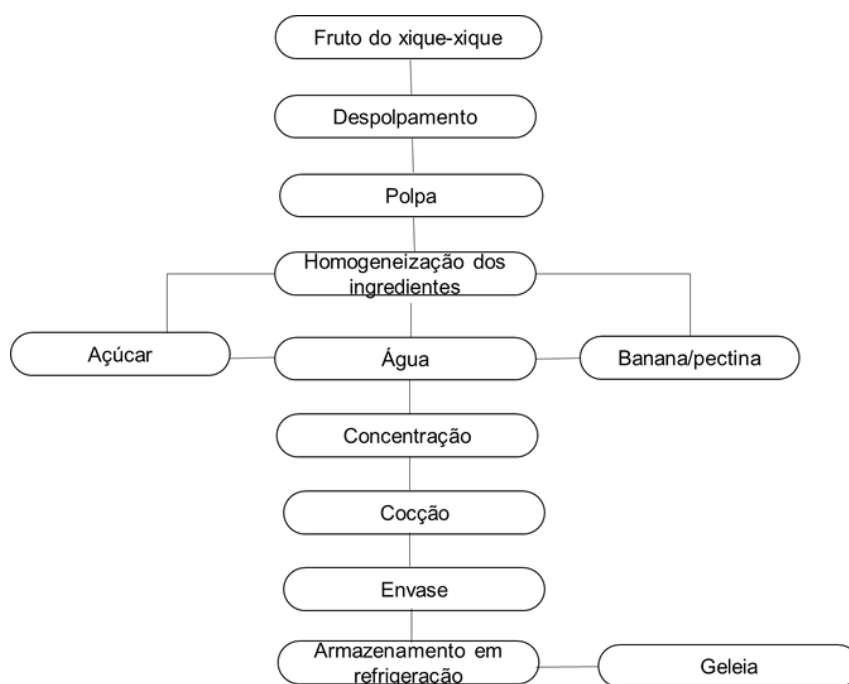 Fruto do xique-xique
Despolpamento
Polpa
Homogeneização dos
ingredientes
Açúcar
Água
Banana/pectina
Concentração
Cocção
Envase
Armazenamento em
refrigeração
Geleia